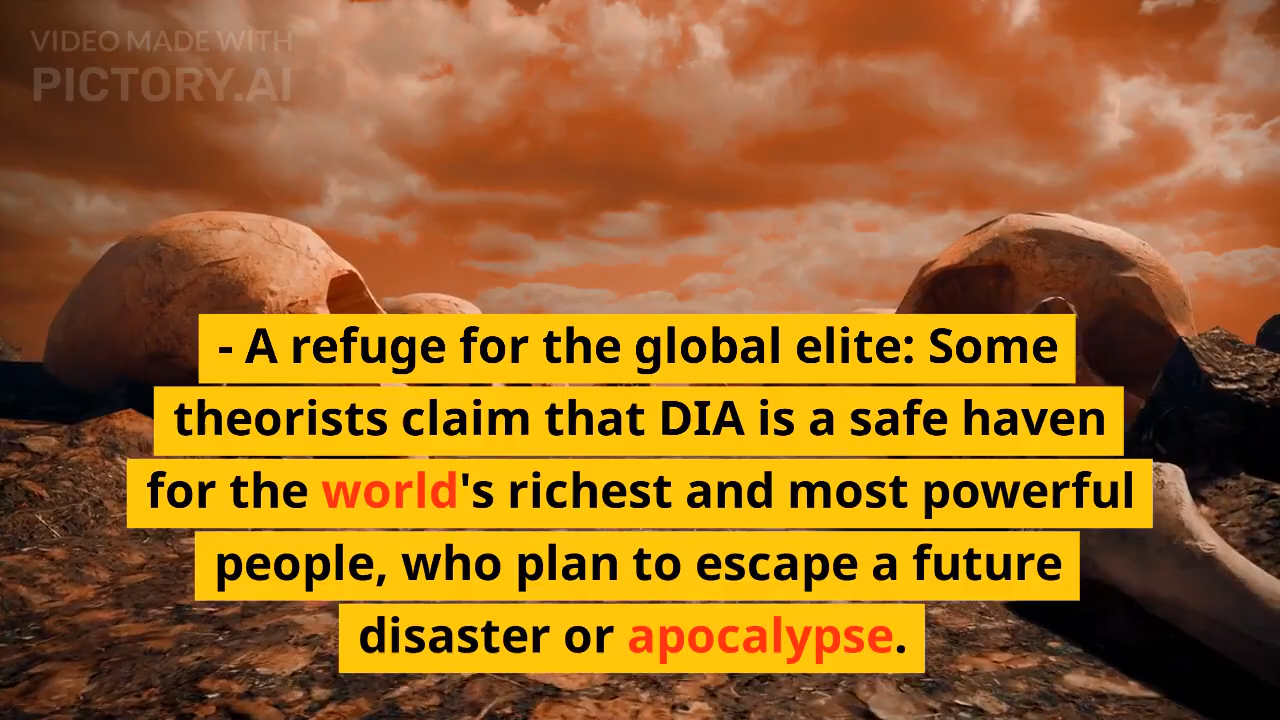 VIDEO MADE WITH
PICTORY.AI
- A refuge for the global elite: Some
theorists claim that DIA is a safe haven
for the world's richest and most powerful
people, who plan to escape a future
disaster or apocalypse.